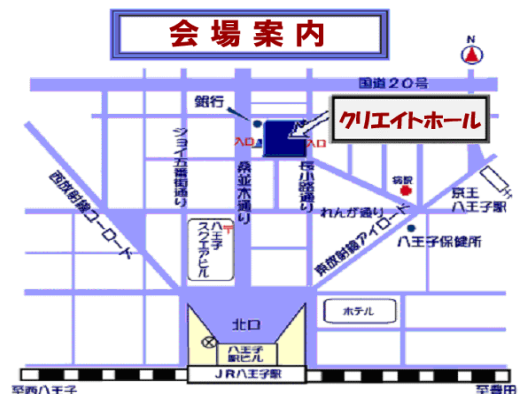 会場案内
N
国道20号
銀行
クリエイトホール
入口
入口
ジョイ五番街通り
桑並木通り
長小路通り
西放射線ユーロード
病院
京王
八王子駅
れんが通り
東放射線アイロード
八王子保健所
八王子
スクエアビル
〒
ホテル
北口
八王子
駅ビル
JR八王子駅
至西八王子
至豊田